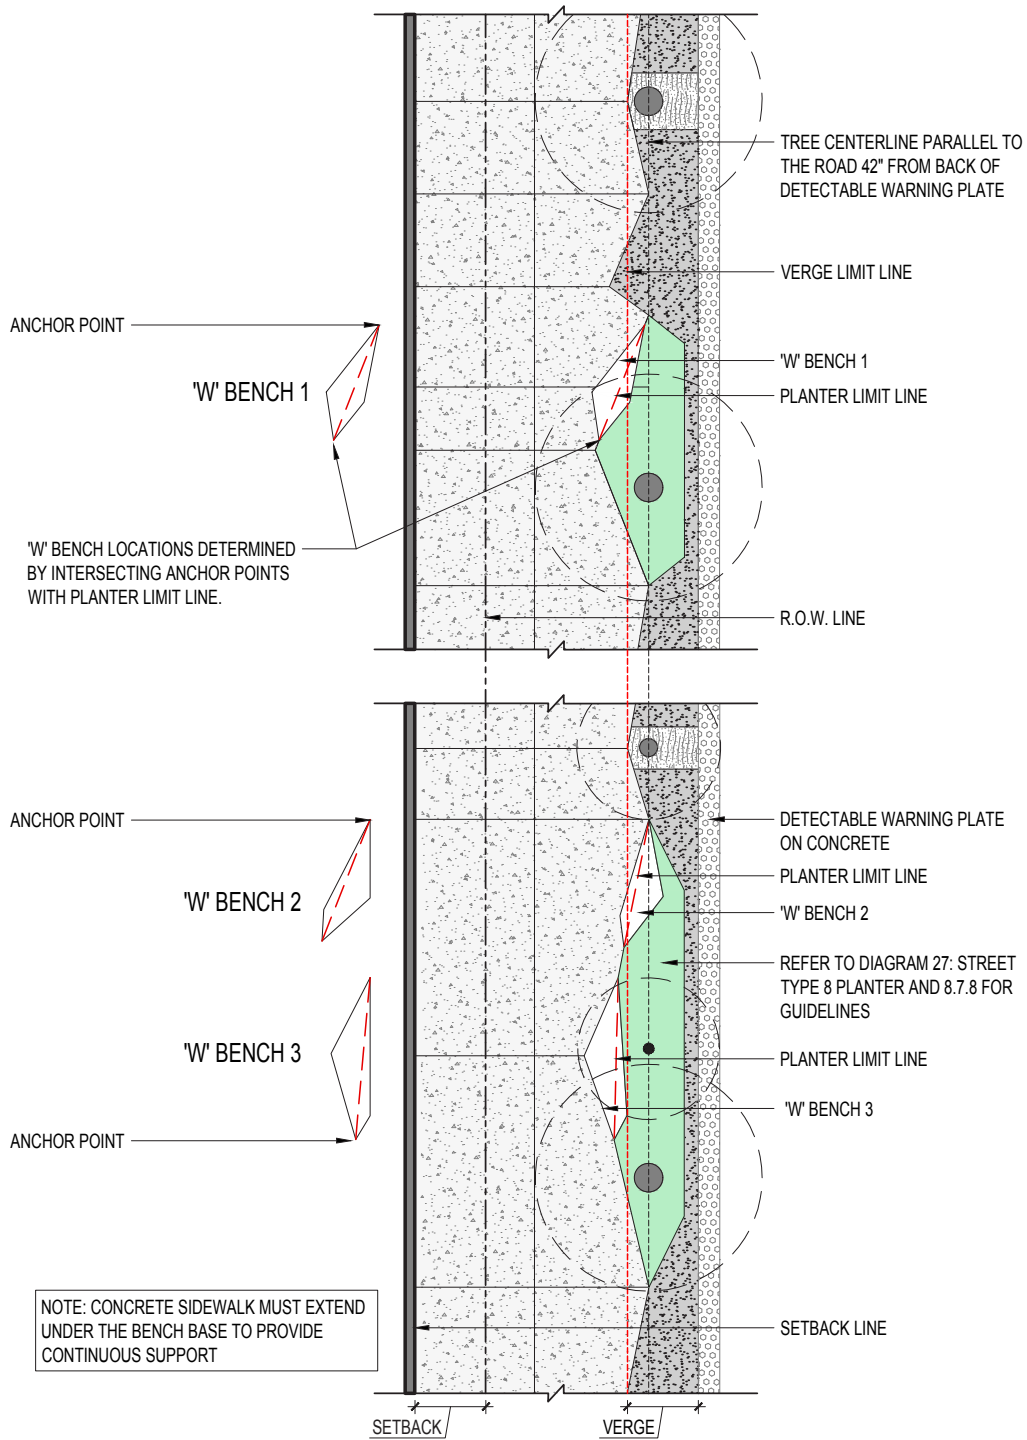 TREE CENTERLINE PARALLEL TO
THE ROAD 42" FROM BACK OF
DETECTABLE WARNING PLATE
VERGE LIMIT LINE
ANCHOR POINT
'W' BENCH 1
'W' BENCH 1
PLANTER LIMIT LINE
'W' BENCH LOCATIONS DETERMINED
BY INTERSECTING ANCHOR POINTS
WITH PLANTER LIMIT LINE.
R.O.W. LINE
ANCHOR POINT
DETECTABLE WARNING PLATE
ON CONCRETE
PLANTER LIMIT LINE
'W' BENCH 2
'W' BENCH 2
REFER TO DIAGRAM 27: STREET
TYPE 8 PLANTER AND 8.7.8 FOR
GUIDELINES
'W' BENCH 3
PLANTER LIMIT LINE
'W' BENCH 3
ANCHOR POINT
NOTE: CONCRETE SIDEWALK MUST EXTEND
UNDER THE BENCH BASE TO PROVIDE
CONTINUOUS SUPPORT
SETBACK LINE
SETBACK
VERGE